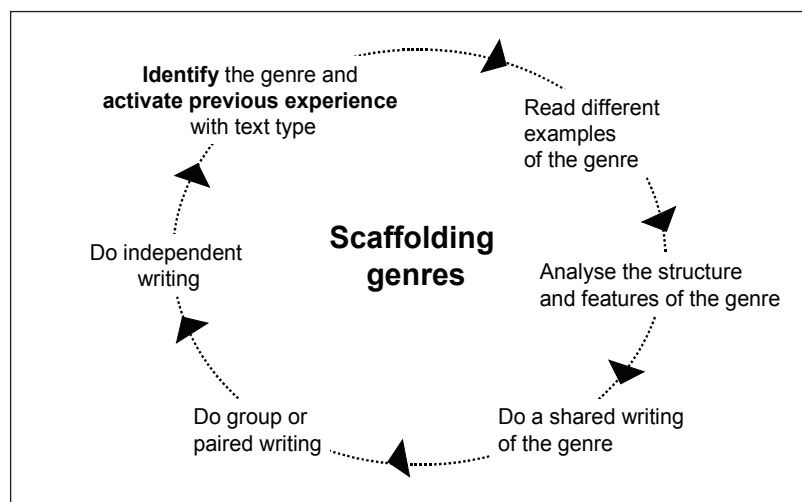 Identify the genre and
activate previous experience
with text type
Read different
examples
of the genre
Scaffolding
genres
Analyse the structure
and features of the genre
Do a shared writing
of the genre
Do group or
paired writing
Do independent
writing